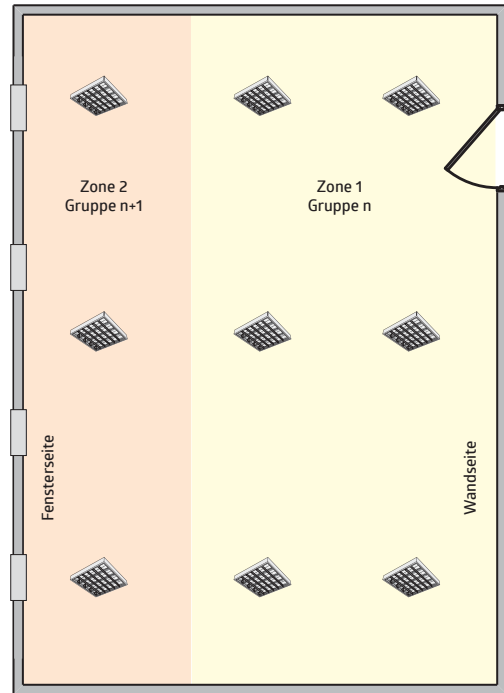 Zone 2
Gruppe n+1
Zone 1
Gruppe n
Fensterseite
Wandseite